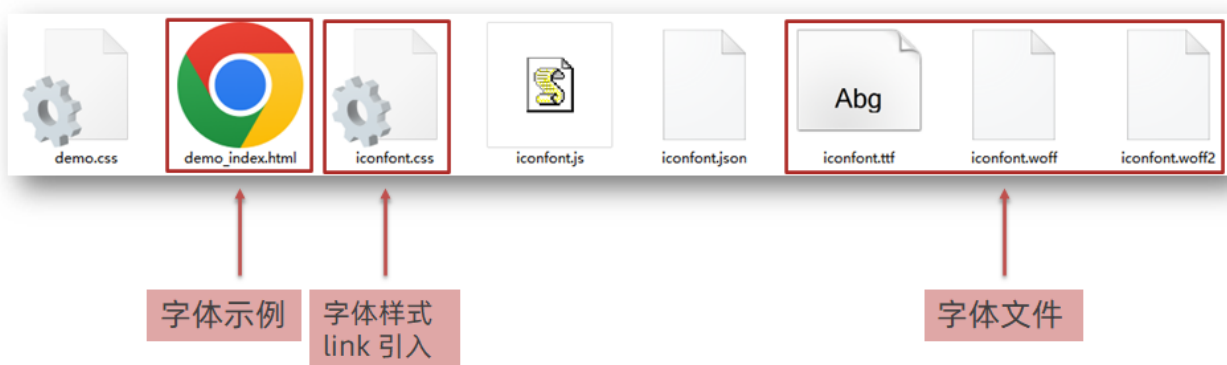 Abg
demo.css
demo_index.html
iconfont.css
iconfont.js
iconfont.json
iconfont.ttf
iconfont.woff
iconfont.woff2
字体示例
字体样式
link 引入
字体文件